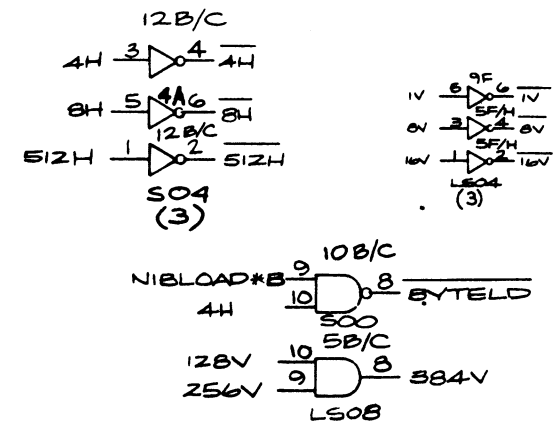 12B/C
4H 3 4 4H
8H 5 4A 6 8H
12B/C
512H 1 2 512H
S04
(3)
9F
1V 5 6 1V
5F/H
8V 3 4 8V
5F/H
16V 1 2 16V
LS04
(3)
10B/C
NIBLOAD*B 9 8 BYTELD
4H 10
S00
5B/C
128V 10 8 384V
256V 9
LS08